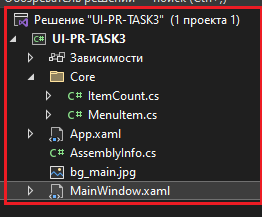 Решение "UI-PR-TASK3" (1 проекта 1)
UI-PR-TASK3
Зависимости
Core
ItemCount.cs
MenuItem.cs
App.xaml
AssemblyInfo.cs
bg_main.jpg
MainWindow.xaml